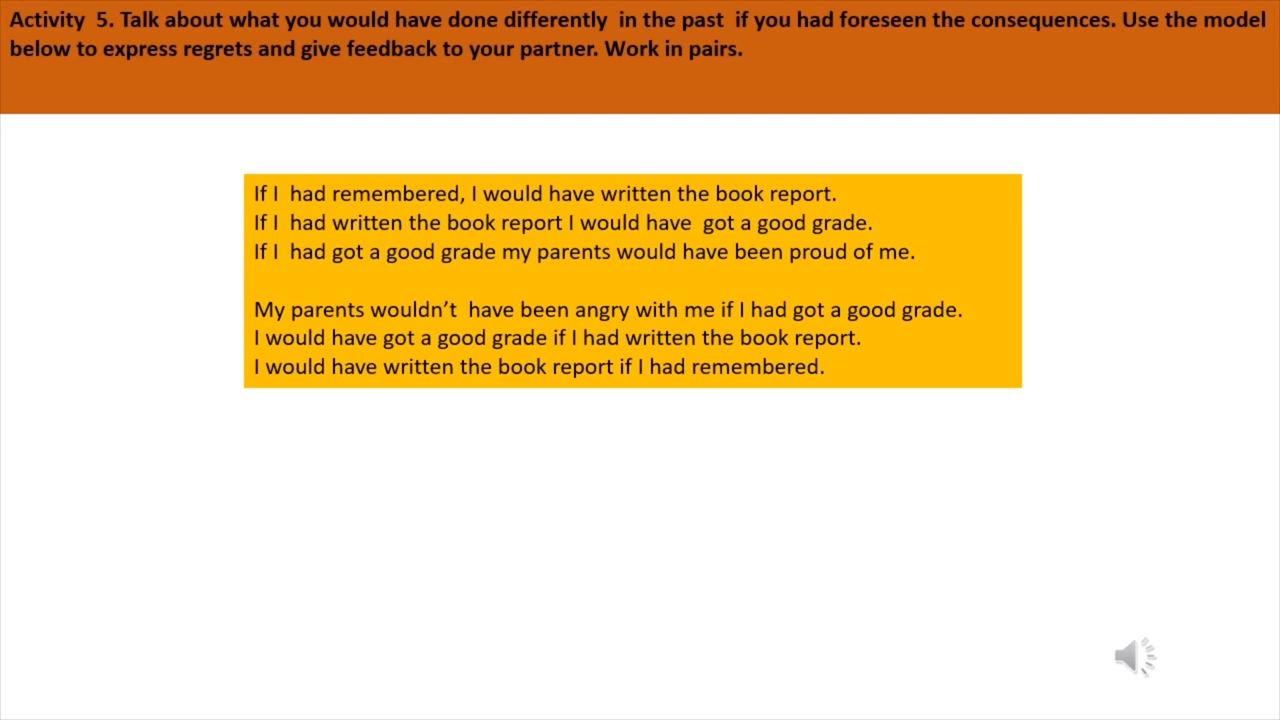 Activity  5. Talk about what you would have done differently  in the past  if you had foreseen the consequences. Use the model
below to express regrets and give feedback to your partner. Work in pairs.
If I  had remembered, I would have written the book report.
If I  had written the book report I would have  got a good grade.
If I  had got a good grade my parents would have been proud of me.
My parents wouldn’t  have been angry with me if I had got a good grade.
I would have got a good grade if I had written the book report.
I would have written the book report if I had remembered.